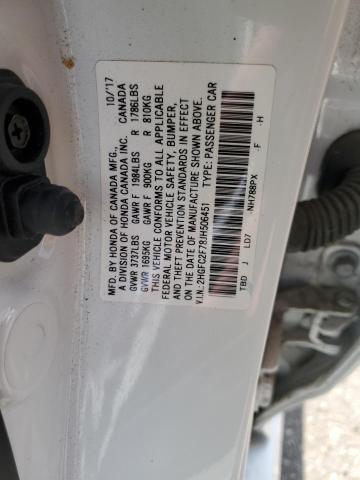 MFD. BY HONDA OF CANADA MFG., 10/17
A DIVISION OF HONDA CANADA INC. CANADA
GVWR 3737LBS GAWR F 1984LBS R 1786LBS
GVWR 1695KG GAWR F 900KG R 810KG
THIS VEHICLE CONFORMS TO ALL APPLICABLE
FEDERAL MOTOR VEHICLE SAFETY, BUMPER,
AND THEFT PREVENTION STANDARDS IN EFFECT
ON THE DATE OF MANUFACTURE SHOWN ABOVE.
V.I.N.: 2HGFC2F78JH506451 TYPE: PASSENGER CAR
TBD J LD7 NH788PX F H